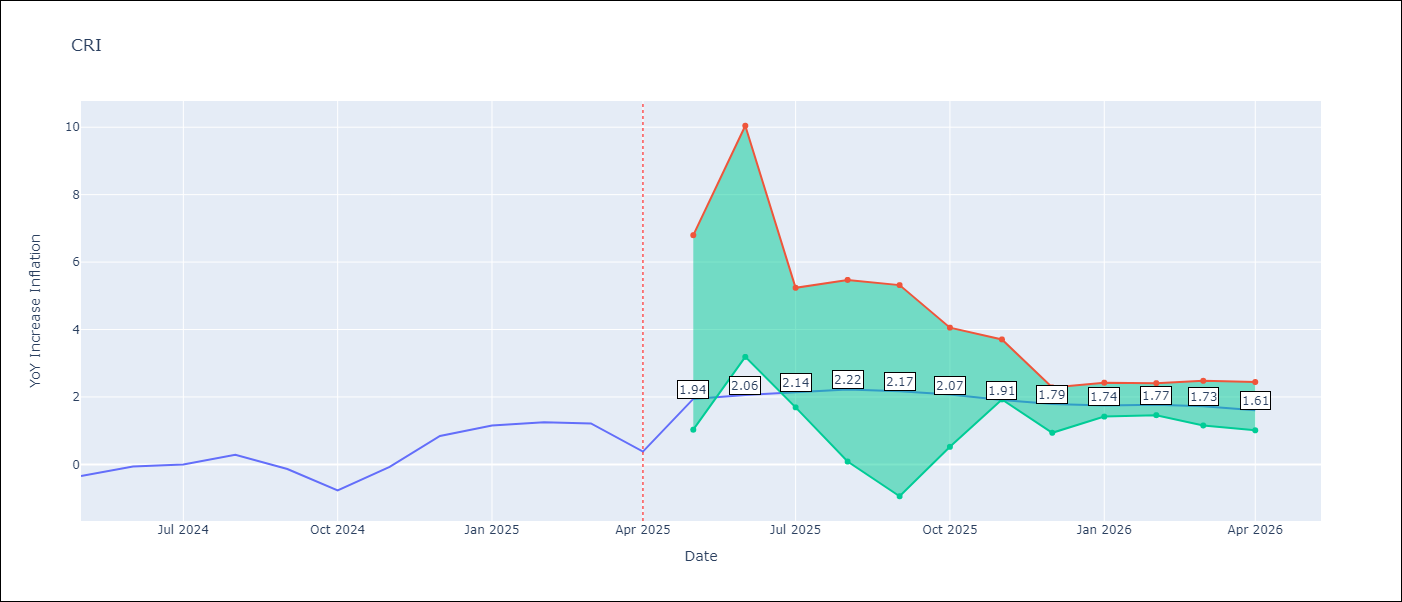 CRI
YoY Increase Inflation
10
8
6
4
2
0
1.94
2.06
2.14
2.22
2.17
2.07
1.91
1.79
1.74
1.77
1.73
1.61
Jul 2024
Oct 2024
Jan 2025
Apr 2025
Jul 2025
Oct 2025
Jan 2026
Apr 2026
Date